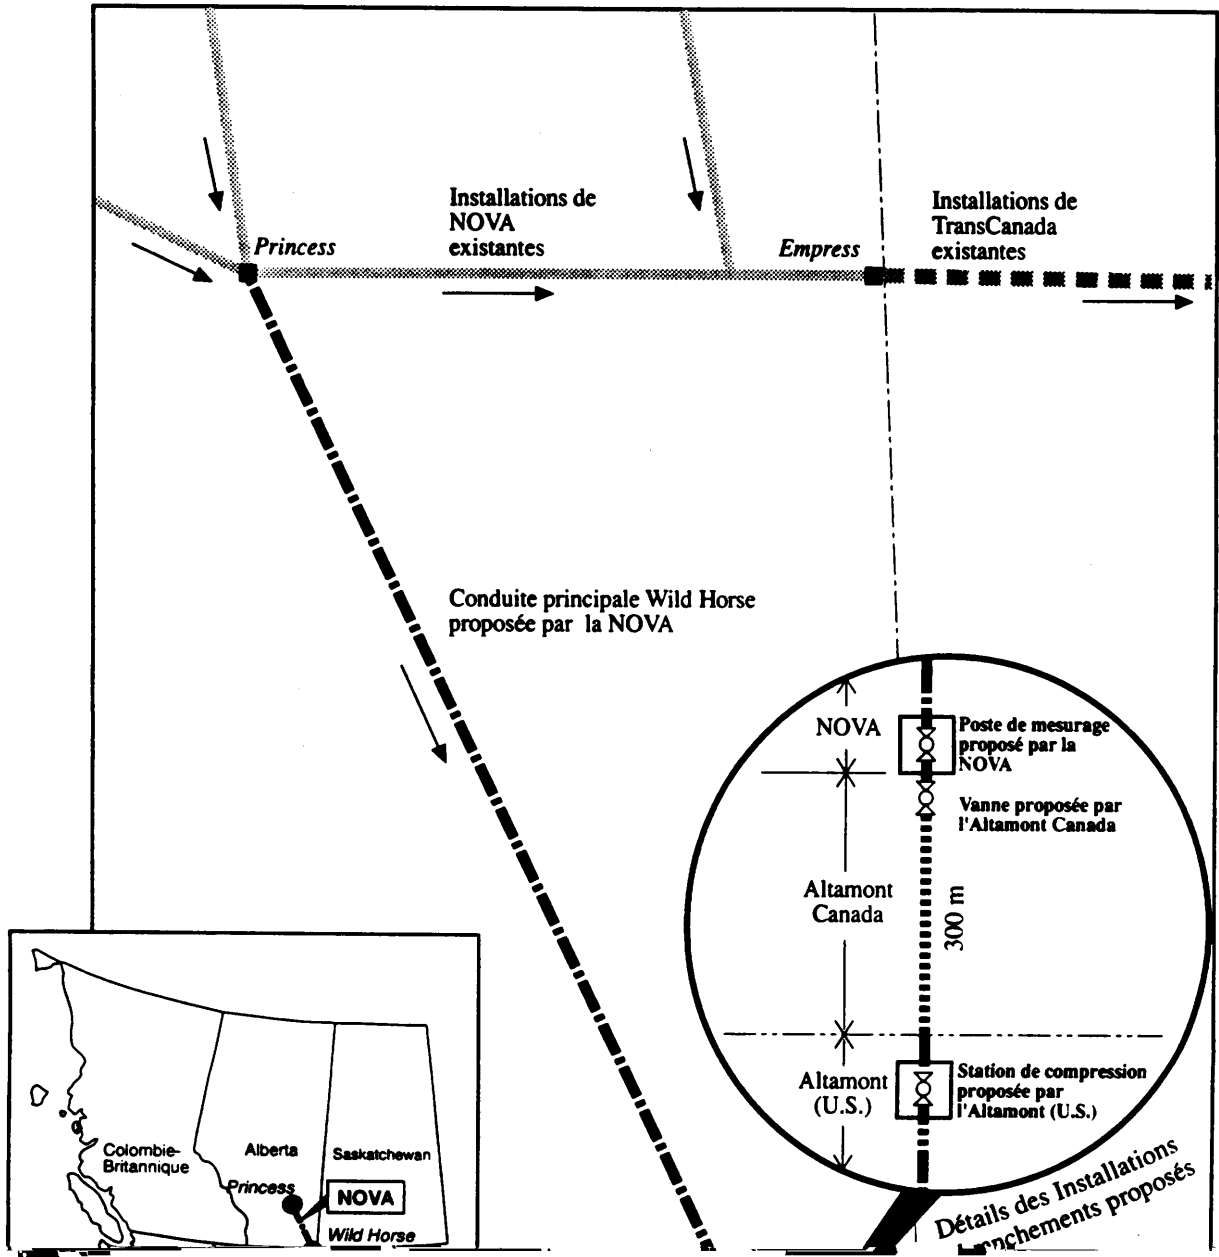 Installations de
NOVA
existantes
Installations de
TransCanada
existantes
Princess
Empress
Conduite principale Wild Horse
proposée par la NOVA
NOVA
Poste de mesurage
proposé par la
NOVA
Vanne proposée par
l'Altamont Canada
Altamont
Canada
300 m
Altamont
(U.S.)
Station de compression
proposée par
l'Altamont (U.S.)
Détails des Installations
proposés
Colombie-
Britannique
Alberta
Saskatchewan
Princess
NOVA
Wild Horse